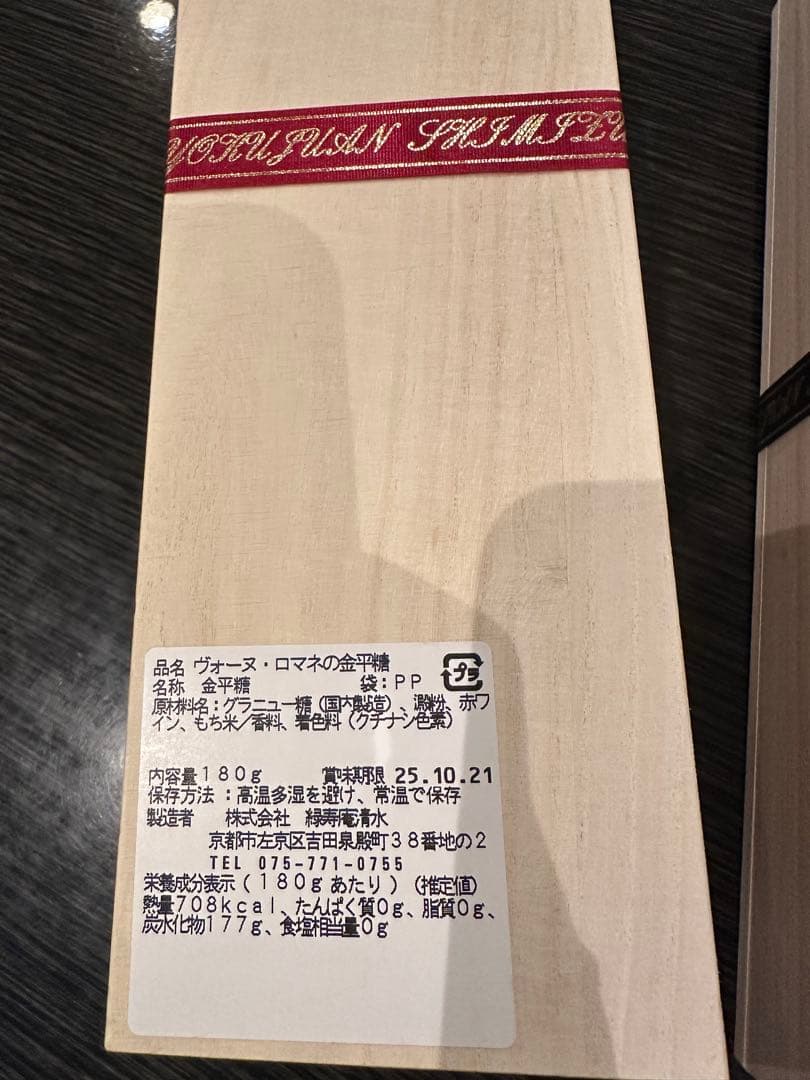 YOKUJUAN SHIMIZU
品名 ヴォーヌ・ロマネの金平糖
名称 金平糖 袋：PP プラ
原材料名：グラニュー糖（国内製造）、澱粉、赤ワ
イン、もち米／香料、着色料（クチナシ色素）
内容量180g 賞味期限 25.10.21
保存方法：高温多湿を避け、常温で保存
製造者 株式会社 緑寿庵清水
京都市左京区吉田泉殿町38番地の2
TEL 075-771-0755
栄養成分表示（180gあたり）（推定値）
熱量708kcal、たんぱく質0g、脂質0g、
炭水化物177g、食塩相当量0g